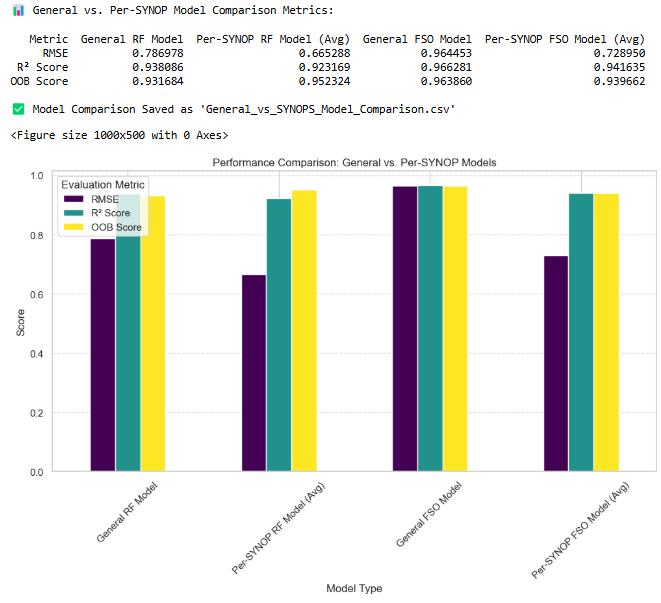 📊 General vs. Per-SYNOP Model Comparison Metrics:
Metric General RF Model Per-SYNOP RF Model (Avg) General FSO Model Per-SYNOP FSO Model (Avg)
RMSE 0.786978 0.665288 0.964453 0.728950
R² Score 0.938086 0.923169 0.966281 0.941635
OOB Score 0.931684 0.952324 0.963860 0.939662
✅ Model Comparison Saved as 'General_vs_SYNOPS_Model_Comparison.csv'
<Figure size 1000x500 with 0 Axes>
Performance Comparison: General vs. Per-SYNOP Models
Evaluation Metric
RMSE
R² Score
OOB Score
1.0
0.8
0.6
0.4
0.2
0.0
Score
General RF Model
Per-SYNOP RF Model (Avg)
General FSO Model
Per-SYNOP FSO Model (Avg)
Model Type